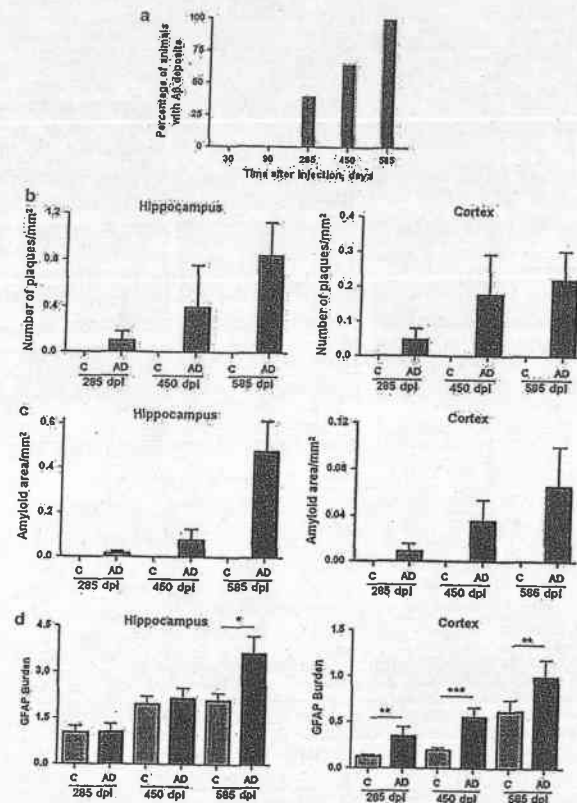 a
Percentage of animals
with Aβ deposits
100
75
50
25
0
30 90 285 450 585
Time after injection, days
b
Hippocampus
Number of plaques/mm²
1.2
0.8
0.4
0.0
C AD C AD C AD
285 dpi 450 dpi 585 dpi
Cortex
Number of plaques/mm²
0.4
0.3
0.2
0.1
0.0
C AD C AD C AD
285 dpi 450 dpi 585 dpi
c
Hippocampus
Amyloid area/mm²
0.6
0.4
0.2
0.0
C AD C AD C AD
285 dpi 450 dpi 585 dpi
Cortex
Amyloid area/mm²
0.12
0.08
0.04
0.00
C AD C AD C AD
285 dpi 450 dpi 585 dpi
d
Hippocampus
GFAP Burden
4.5
3.0
1.5
0.0
*
C AD C AD C AD
285 dpi 450 dpi 585 dpi
Cortex
GFAP Burden
1.5
1.0
0.5
0.0
** *** **
C AD C AD C AD
285 dpi 450 dpi 585 dpi